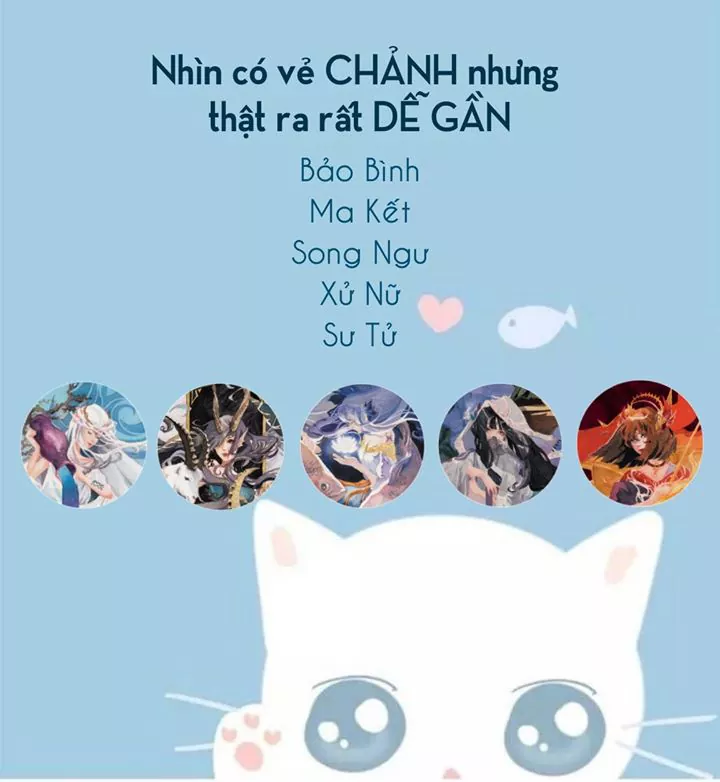 Nhìn có vẻ CHẢNH nhưng
thật ra rất DỄ GẦN
Bảo Bình
Ma Kết
Song Ngư
Xử Nữ
Sư Tử